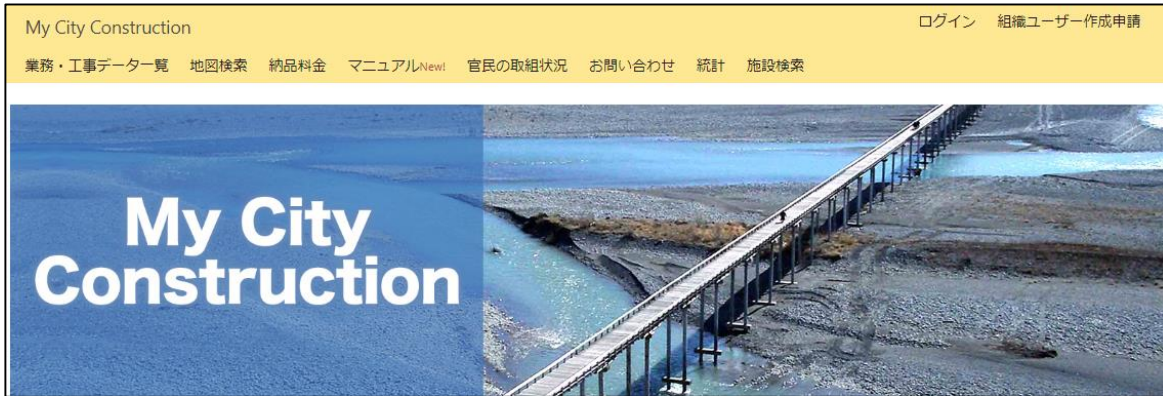 My City Construction
ログイン 組織ユーザー作成申請
業務・工事データ一覧 地図検索 納品料金 マニュアルNew! 官民の取組状況 お問い合わせ 統計 施設検索
My City
Construction